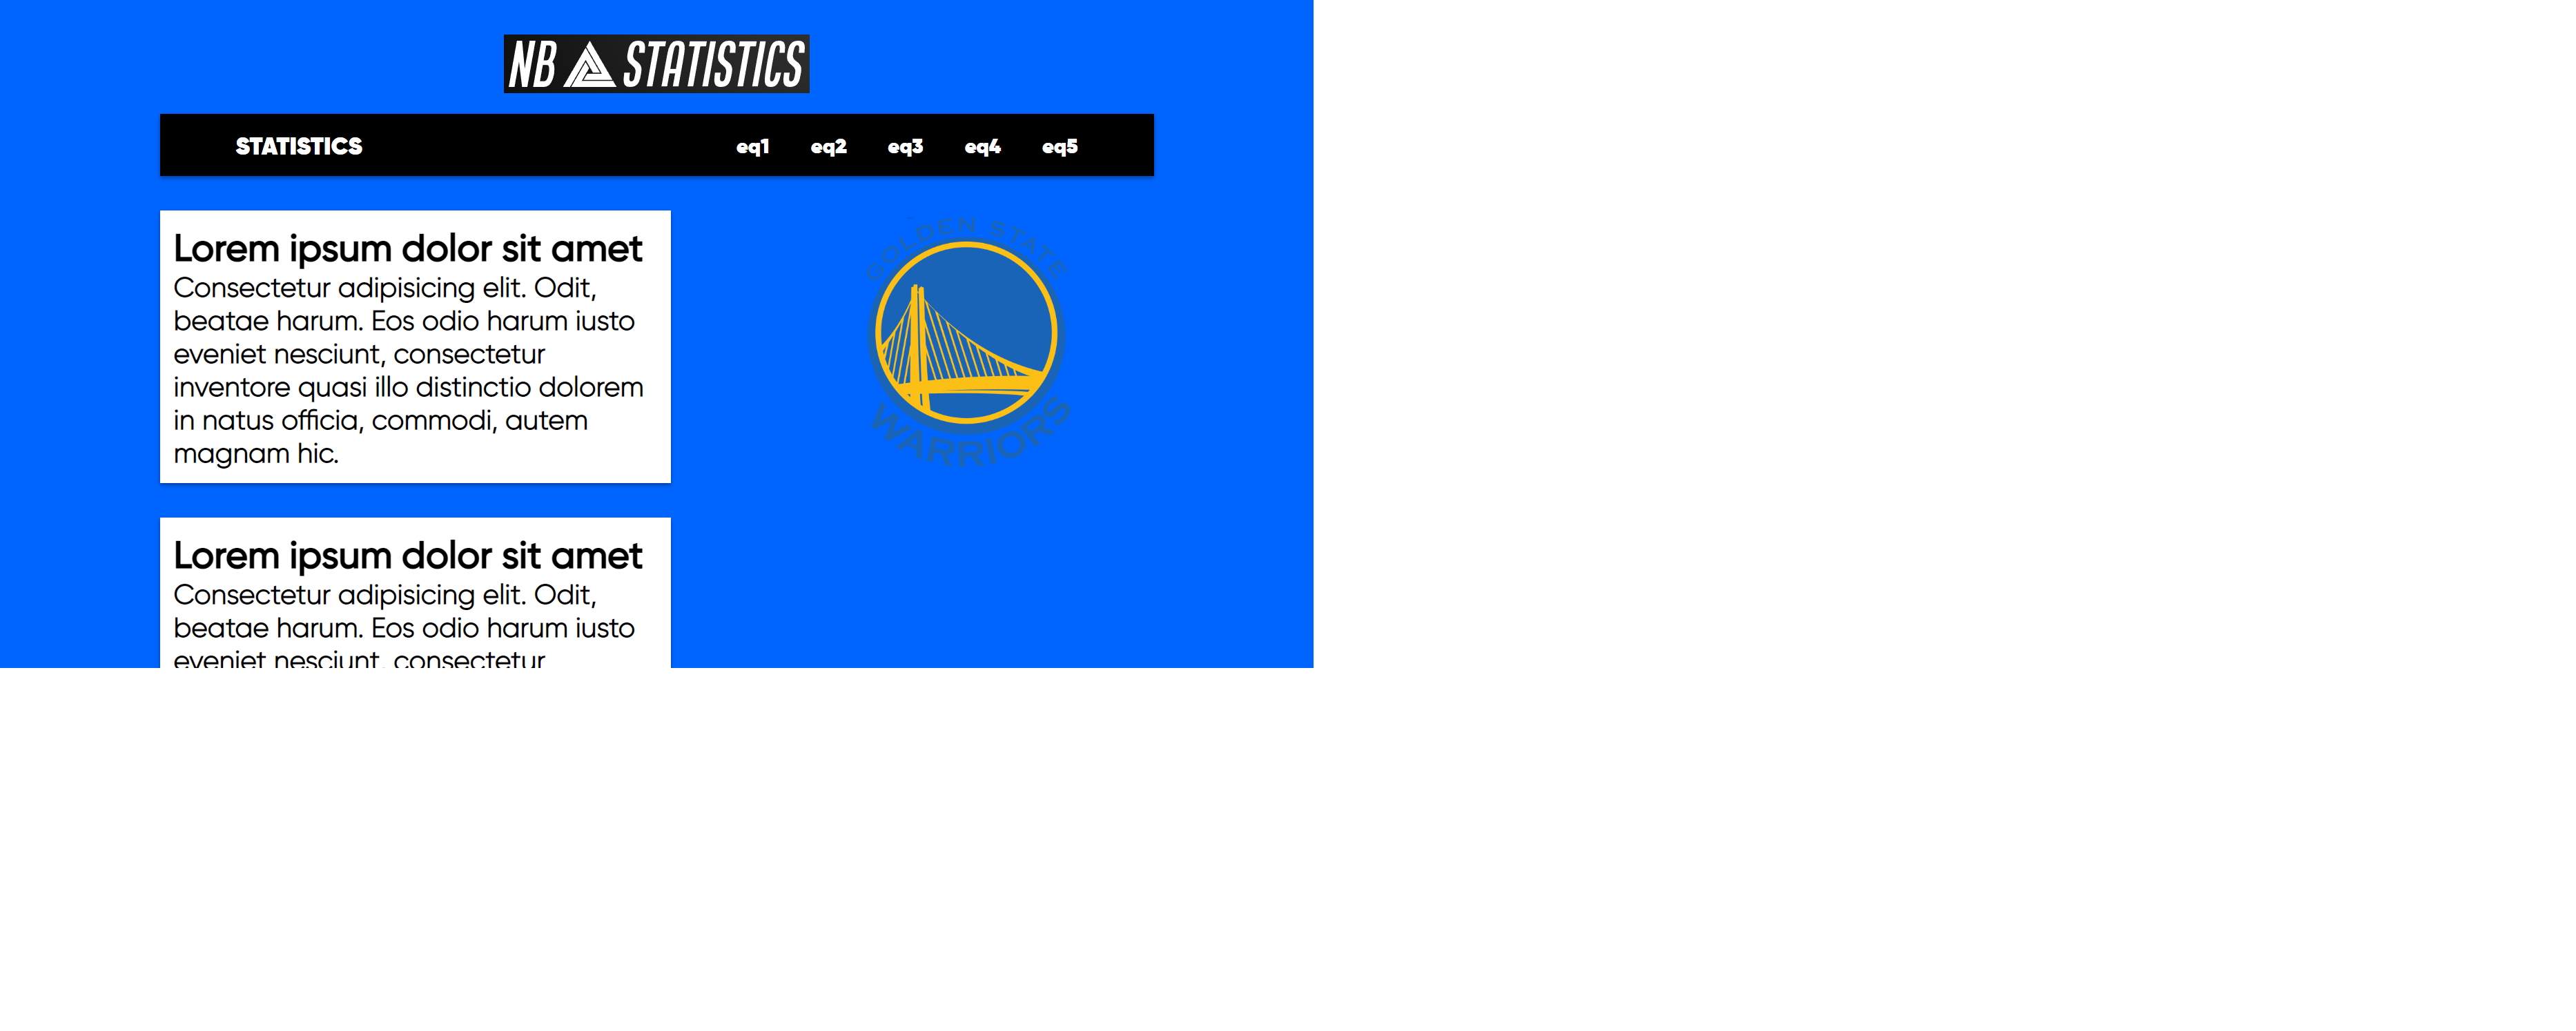 NB STATISTICS
STATISTICS eq1 eq2 eq3 eq4 eq5
Lorem ipsum dolor sit amet
Consectetur adipisicing elit. Odit,
beatae harum. Eos odio harum iusto
eveniet nesciunt, consectetur
inventore quasi illo distinctio dolorem
in natus officia, commodi, autem
magnam hic.
GOLDEN STATE
WARRIORS
Lorem ipsum dolor sit amet
Consectetur adipisicing elit. Odit,
beatae harum. Eos odio harum iusto
eveniet nesciunt, consectetur